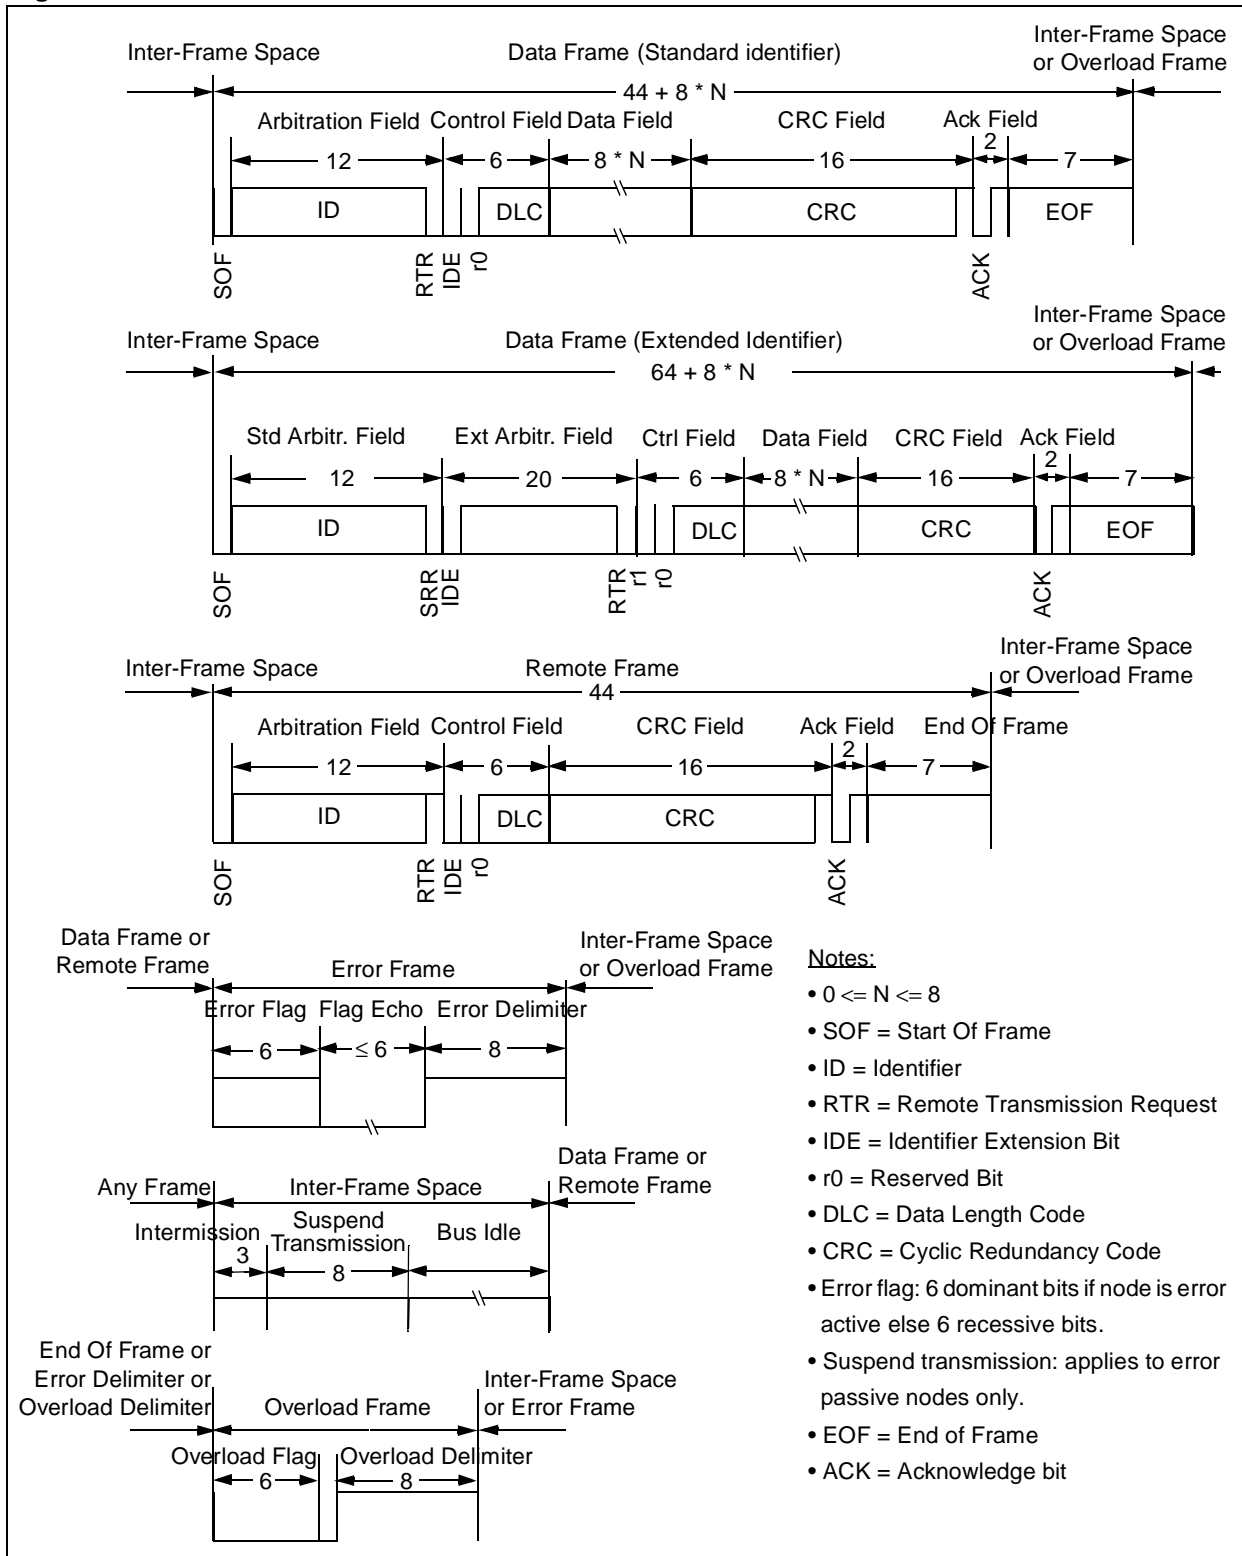 Inter-Frame Space
Data Frame (Standard identifier)
Inter-Frame Space
or Overload Frame
44 + 8 * N
Arbitration Field
Control Field
Data Field
CRC Field
Ack Field
12
6
8 * N
16
2
7
ID
DLC
CRC
EOF
SOF
RTR
IDE
r0
ACK
Inter-Frame Space
Data Frame (Extended Identifier)
Inter-Frame Space
or Overload Frame
64 + 8 * N
Std Arbitr. Field
Ext Arbitr. Field
Ctrl Field
Data Field
CRC Field
Ack Field
12
20
6
8 * N
16
2
7
ID
DLC
CRC
EOF
SOF
SRR
IDE
RTR
r1
r0
ACK
Inter-Frame Space
Remote Frame
Inter-Frame Space
or Overload Frame
44
Arbitration Field
Control Field
CRC Field
Ack Field
End Of Frame
12
6
16
2
7
ID
DLC
CRC
SOF
RTR
IDE
r0
ACK
Data Frame or
Remote Frame
Error Frame
Inter-Frame Space
or Overload Frame
Error Flag
Flag Echo
Error Delimiter
6
≤ 6
8
Any Frame
Inter-Frame Space
Data Frame or
Remote Frame
Intermission
Suspend
Transmission
Bus Idle
3
8
End Of Frame or
Error Delimiter or
Overload Delimiter
Overload Frame
Inter-Frame Space
or Error Frame
Overload Flag
Overload Delimiter
6
8
Notes:
• 0 <= N <= 8
• SOF = Start Of Frame
• ID = Identifier
• RTR = Remote Transmission Request
• IDE = Identifier Extension Bit
• r0 = Reserved Bit
• DLC = Data Length Code
• CRC = Cyclic Redundancy Code
• Error flag: 6 dominant bits if node is error
active else 6 recessive bits.
• Suspend transmission: applies to error
passive nodes only.
• EOF = End of Frame
• ACK = Acknowledge bit